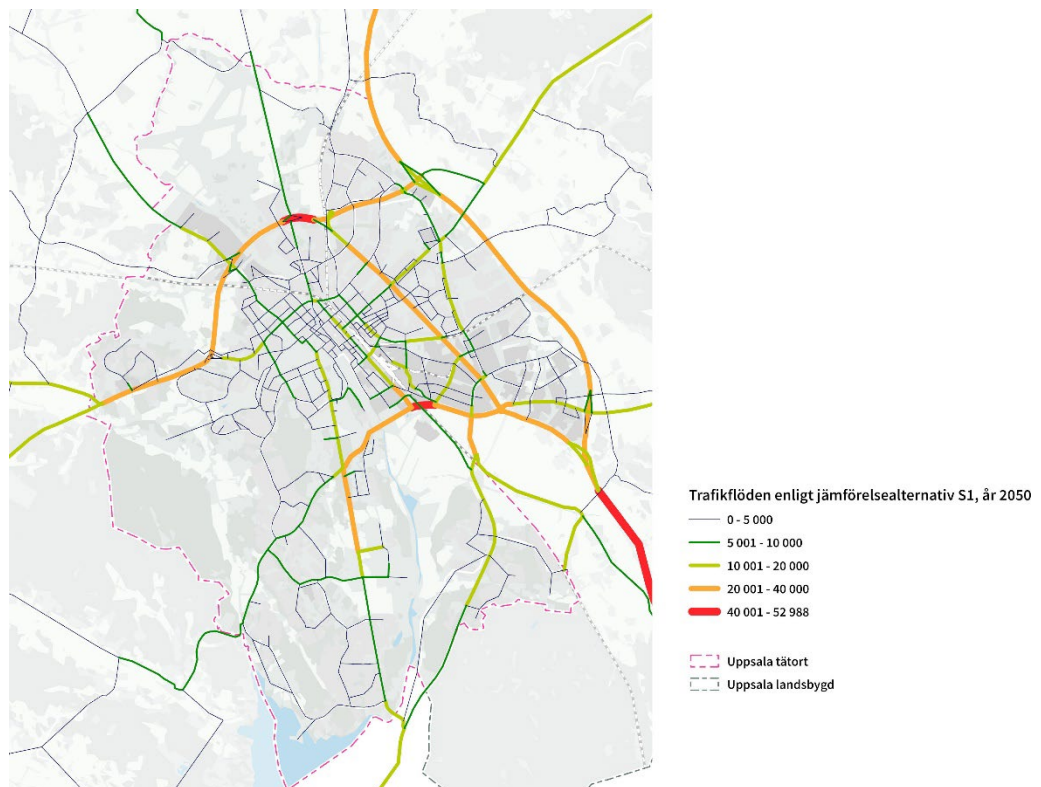 Trafikflöden enligt jämförelsealternativ S1, år 2050
0 - 5 000
5 001 - 10 000
10 001 - 20 000
20 001 - 40 000
40 001 - 52 988
Uppsala tätort
Uppsala landsbygd